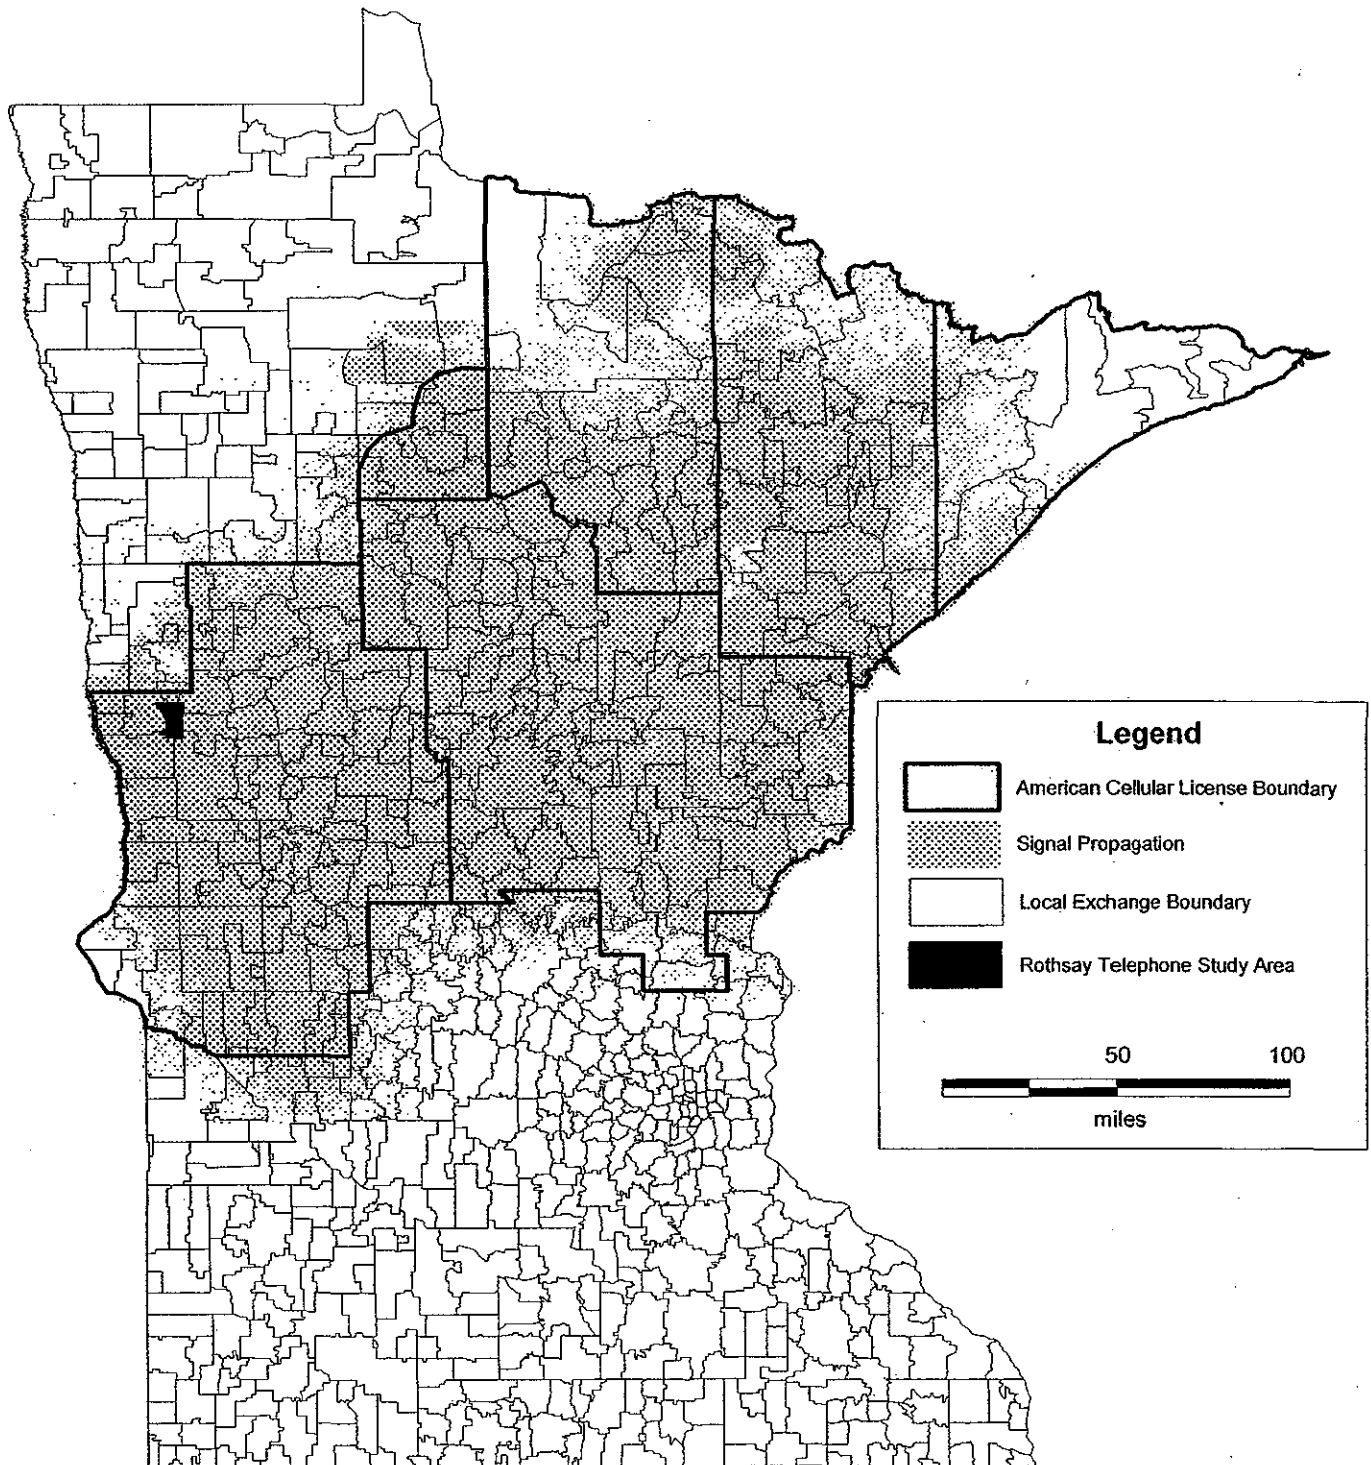 Legend
American Cellular License Boundary
Signal Propagation
Local Exchange Boundary
Rothsay Telephone Study Area
50 100
miles